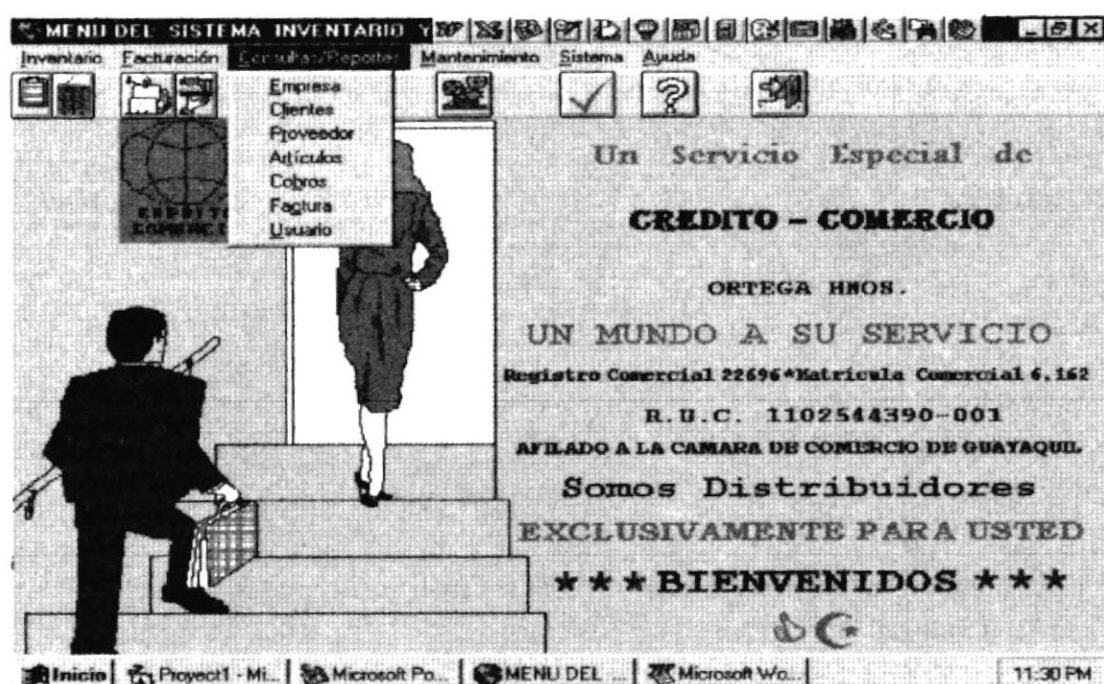 MENU DEL SISTEMA INVENTARIO Y
Inventario Facturación Consultas/Reportes Mantenimiento Sistema Ayuda
Empresa
Clientes
Proveedor
Artículos
Cobros
Factura
Usuario
Un Servicio Especial de
CREDITO - COMERCIO
ORTEGA HNOS.
UN MUNDO A SU SERVICIO
Registro Comercial 22696*Matricula Comercial 6.162
R.U.C. 1102544390-001
AFILADO A LA CAMARA DE COMERCIO DE GUAYAQUIL
Somos Distribuidores
EXCLUSIVAMENTE PARA USTED
★★★BIENVENIDOS ★★★
Inicio Proyect1 - Mi... Microsoft Po... MENU DEL ... Microsoft Wo... 11:30 PM